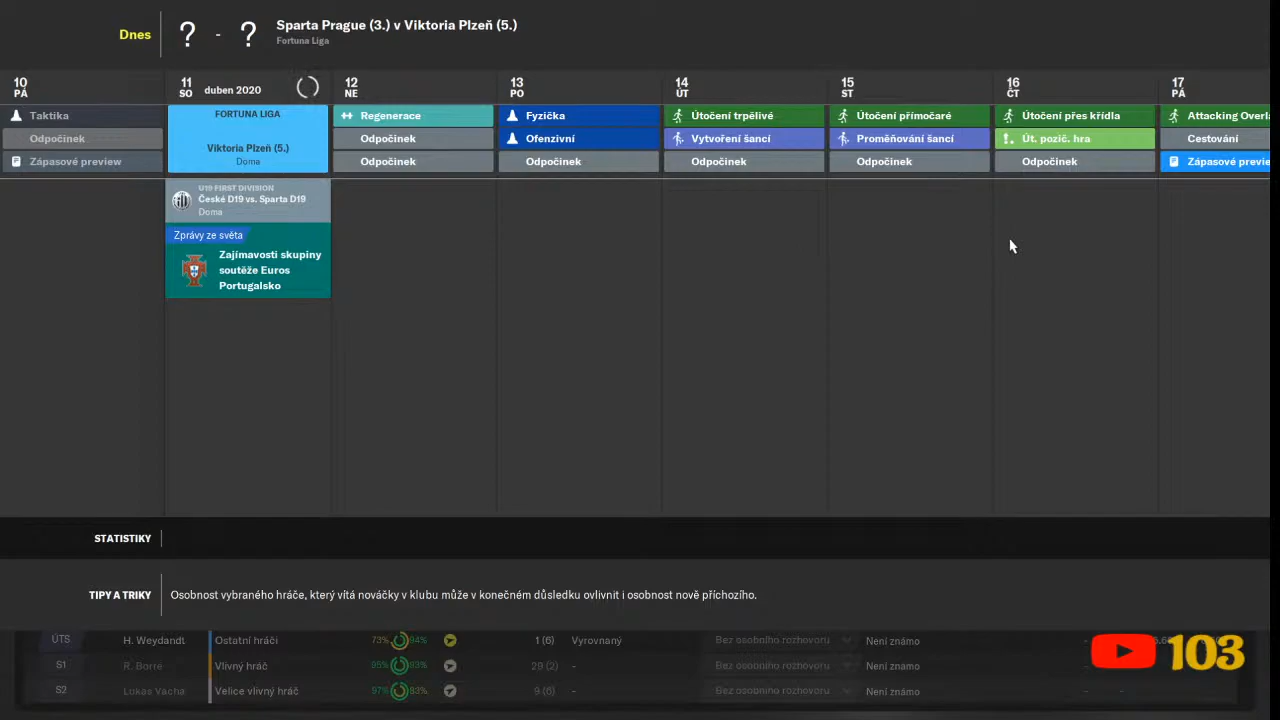 Dnes
? - ?
Sparta Prague (3.) v Viktoria Plzeň (5.)
Fortuna Liga
10
PÁ
11
SO
duben 2020
12
NE
13
PO
14
ÚT
15
ST
16
ČT
17
PÁ
Taktika
Odpočinek
Zápasové preview
FORTUNA LIGA
Viktoria Plzeň (5.)
Doma
Regenerace
Odpočinek
Odpočinek
Fyzička
Ofenzivní
Odpočinek
Útočení trpělivé
Vytvoření šancí
Odpočinek
Útočení přímočaré
Proměňování šancí
Odpočinek
Útočení přes křídla
Út. pozič. hra
Odpočinek
Attacking Overl
Cestování
Zápasové previe
U19 FIRST DIVISION
České D19 vs. Sparta D19
Doma
Zprávy ze světa
Zajímavosti skupiny
soutěže Euros
Portugalsko
STATISTIKY
TIPY A TRIKY
Osobnost vybraného hráče, který vítá nováčky v klubu může v konečném důsledku ovlivnit i osobnost nově příchozího.
ÚTS H. Weydandt Ostatní hráči 73% 94% 1 (6) Vyrovnaný Bez osobního rozhovoru Není známo -
S1 R. Borre Vlivný hráč 95% 93% 29 (2) - Bez osobního rozhovoru Není známo
S2 Lukas Vacha Velice vlivný hráč 97% 83% 9 (6) - Bez osobního rozhovoru Není známo - -
103